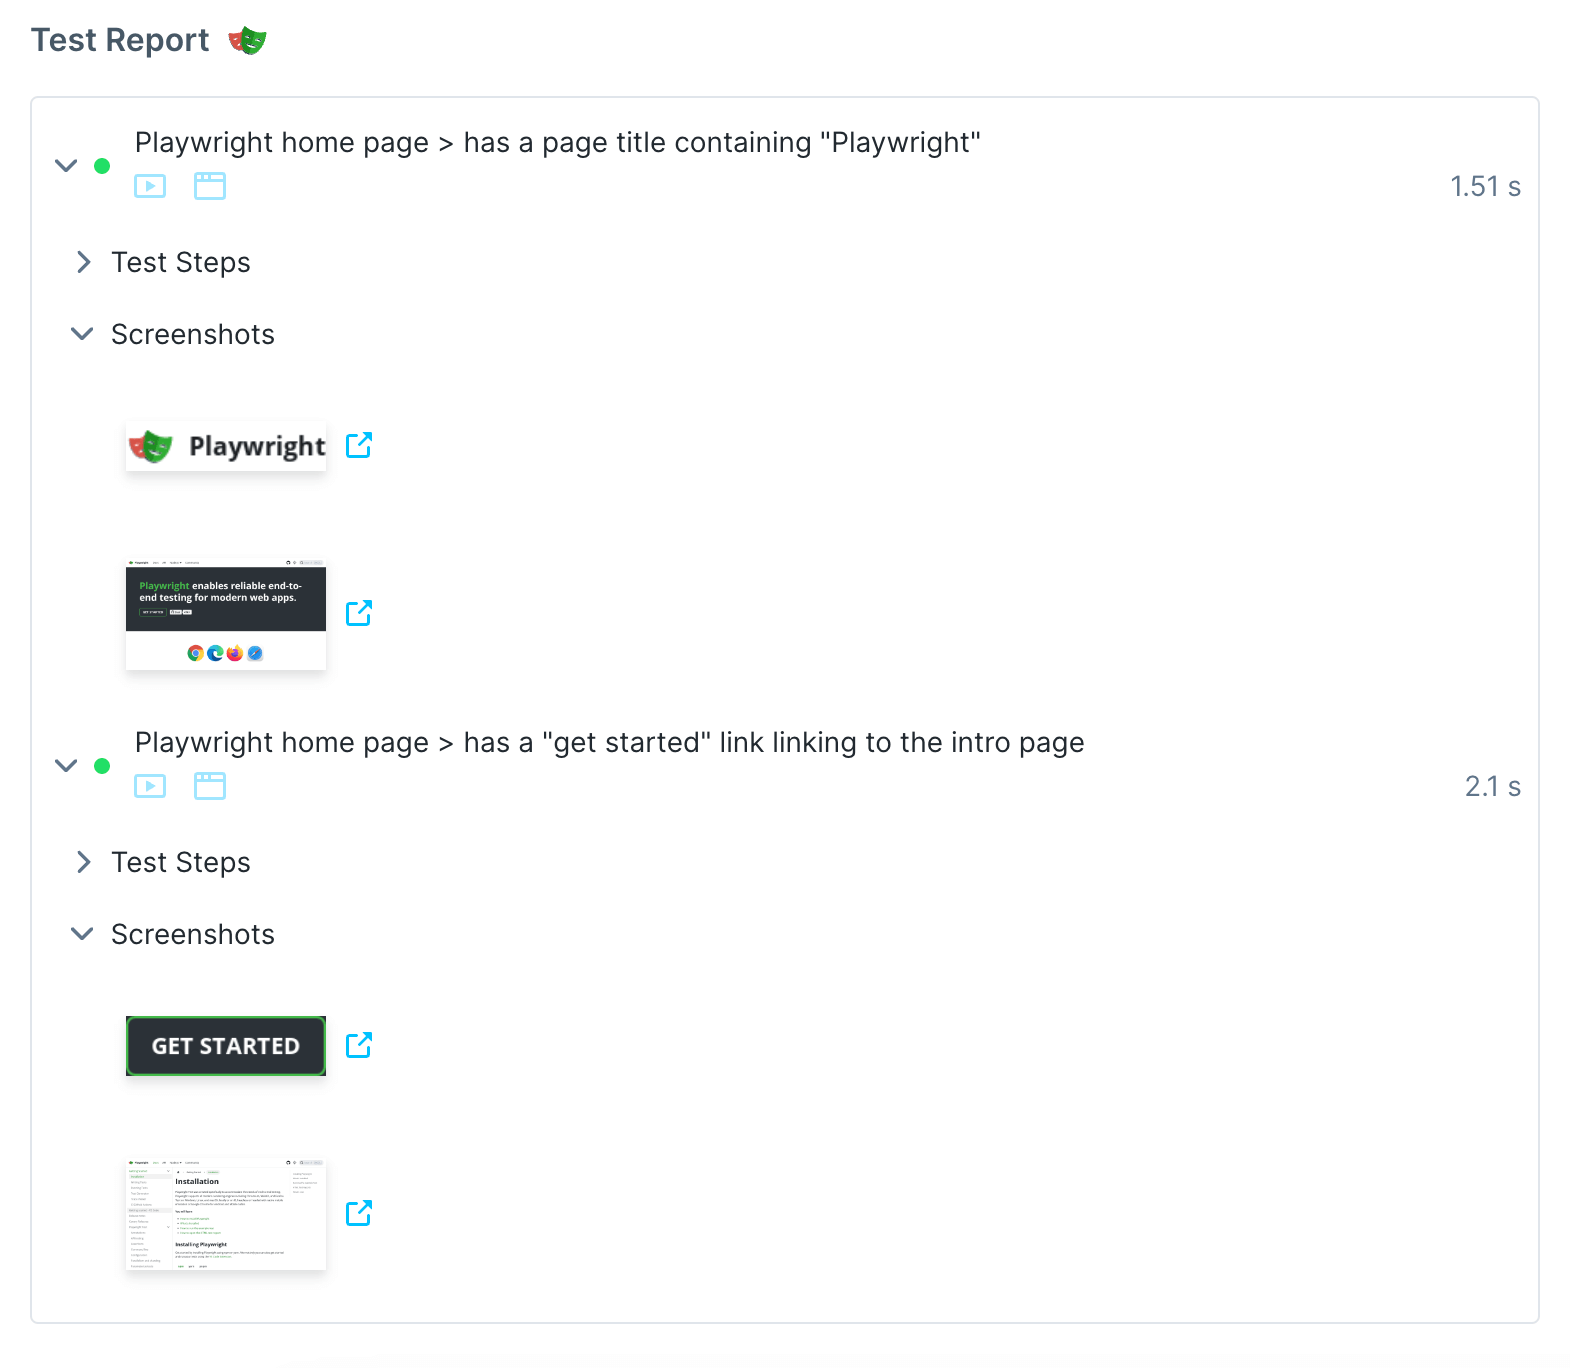 Test Report
Playwright home page > has a page title containing "Playwright"
1.51 s
Test Steps
Screenshots
Playwright
Playwright enables reliable end-to-
end testing for modern web apps.
GET STARTED
Playwright home page > has a "get started" link linking to the intro page
2.1 s
Test Steps
Screenshots
GET STARTED
Installation
Installing Playwright